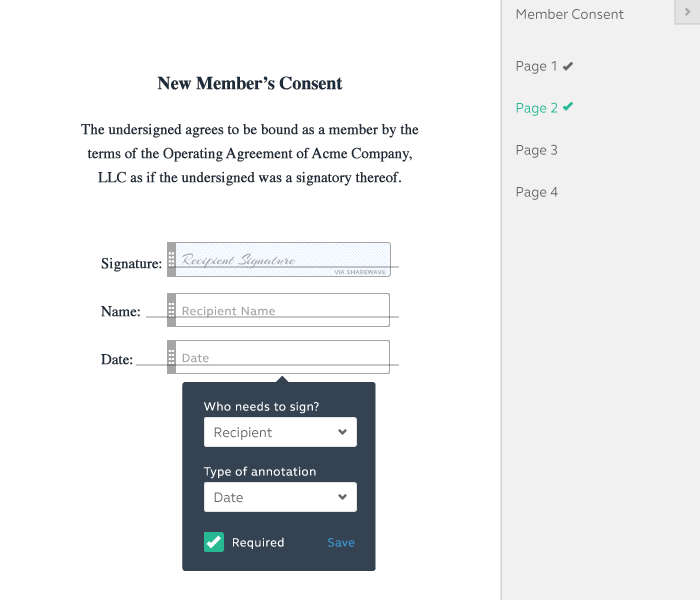 New Member’s Consent
The undersigned agrees to be bound as a member by the
terms of the Operating Agreement of Acme Company,
LLC as if the undersigned was a signatory thereof.
Signature: Recipient Signature
VIA SHAREWAVE
Name: Recipient Name
Date: Date
Who needs to sign?
Recipient
Type of annotation
Date
Required Save
Member Consent
Page 1
Page 2
Page 3
Page 4